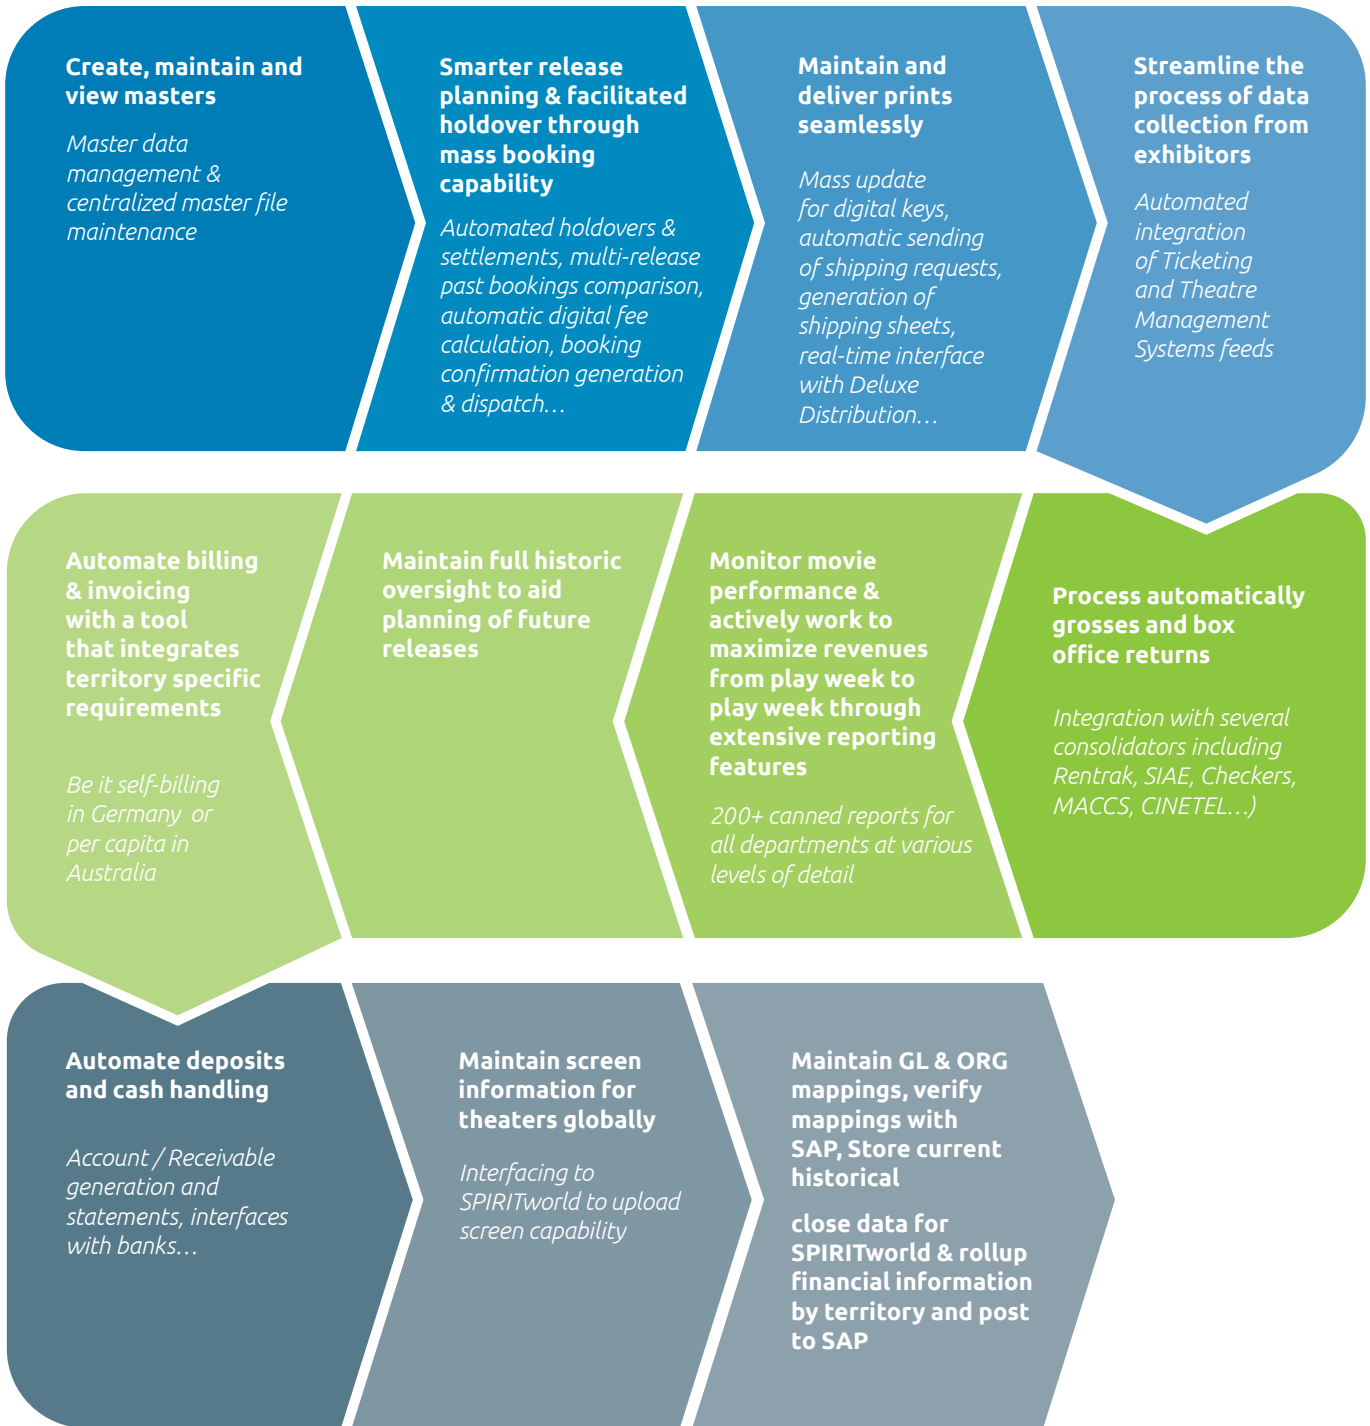 Create, maintain and
view masters
Master data
management &
centralized master file
maintenance
Smarter release
planning & facilitated
holdover through
mass booking
capability
Automated holdovers &
settlements, multi-release
past bookings comparison,
automatic digital fee
calculation, booking
confirmation generation
& dispatch…
Maintain and
deliver prints
seamlessly
Mass update
for digital keys,
automatic sending
of shipping requests,
generation of
shipping sheets,
real-time interface
with Deluxe
Distribution…
Streamline the
process of data
collection from
exhibitors
Automated
integration
of Ticketing
and Theatre
Management
Systems feeds
Process automatically
grosses and box
office returns
Integration with several
consolidators including
Rentrak, SIAE, Checkers,
MACCS, CINETEL…)
Monitor movie
performance &
actively work to
maximize revenues
from play week to
play week through
extensive reporting
features
200+ canned reports for
all departments at various
levels of detail
Maintain full historic
oversight to aid
planning of future
releases
Automate billing
& invoicing
with a tool
that integrates
territory specific
requirements
Be it self-billing
in Germany or
per capita in
Australia
Automate deposits
and cash handling
Account / Receivable
generation and
statements, interfaces
with banks…
Maintain screen
information for
theaters globally
Interfacing to
SPIRITworld to upload
screen capability
Maintain GL & ORG
mappings, verify
mappings with
SAP, Store current
historical
close data for
SPIRITworld & rollup
financial information
by territory and post
to SAP